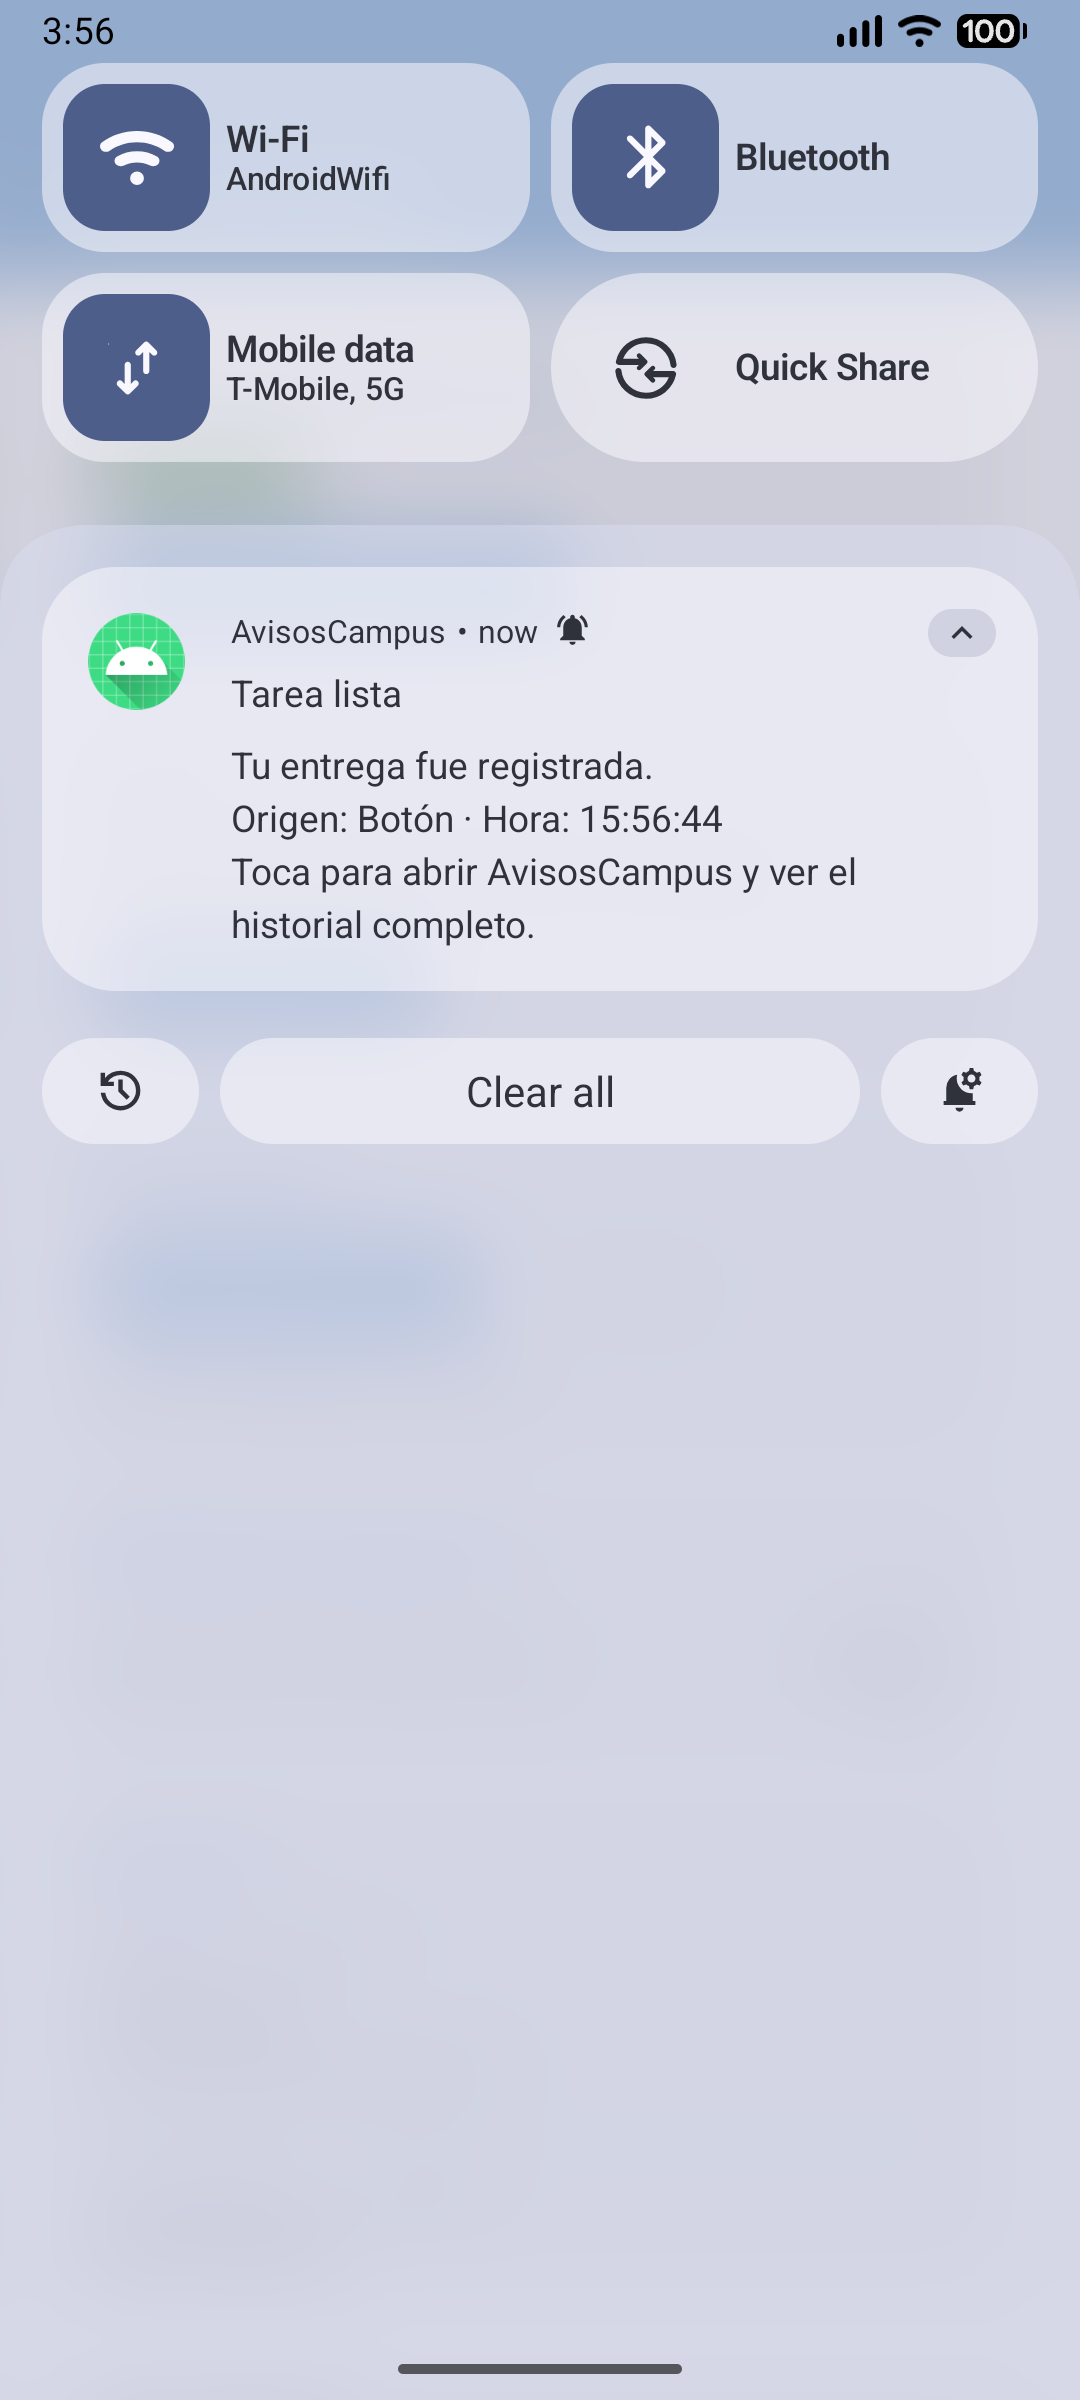 3:56
100
Wi-Fi
AndroidWifi
Bluetooth
Mobile data
T-Mobile, 5G
Quick Share
AvisosCampus • now
Tarea lista
Tu entrega fue registrada.
Origen: Botón · Hora: 15:56:44
Toca para abrir AvisosCampus y ver el
historial completo.
Clear all